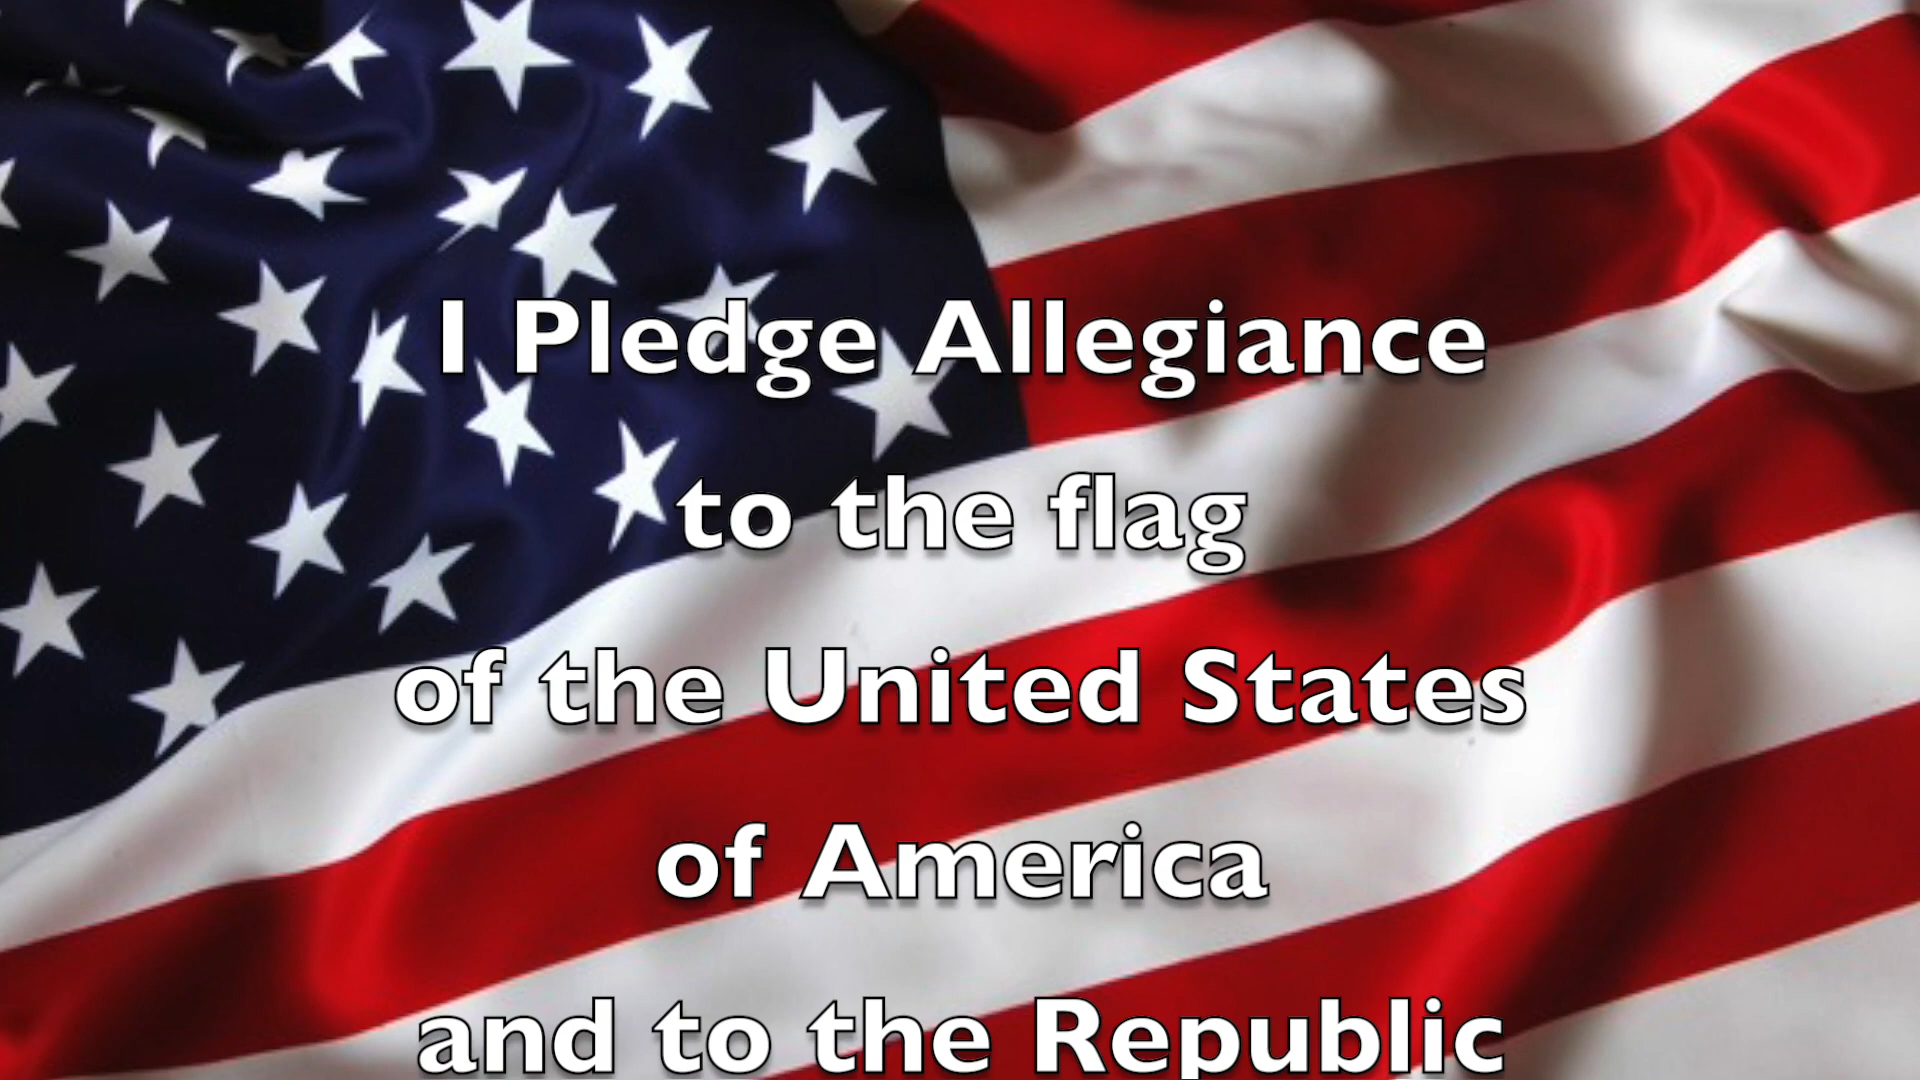 I Pledge Allegiance
to the flag
of the United States
of America
and to the Republic